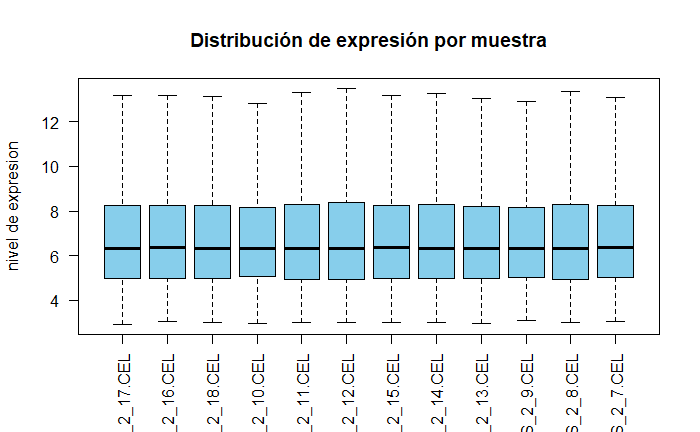 Distribución de expresión por muestra
nivel de expresion
12
10
8
6
4
_2_17.CEL
_2_16.CEL
_2_18.CEL
_2_10.CEL
_2_11.CEL
_2_12.CEL
_2_15.CEL
_2_14.CEL
_2_13.CEL
S_2_9.CEL
S_2_8.CEL
S_2_7.CEL